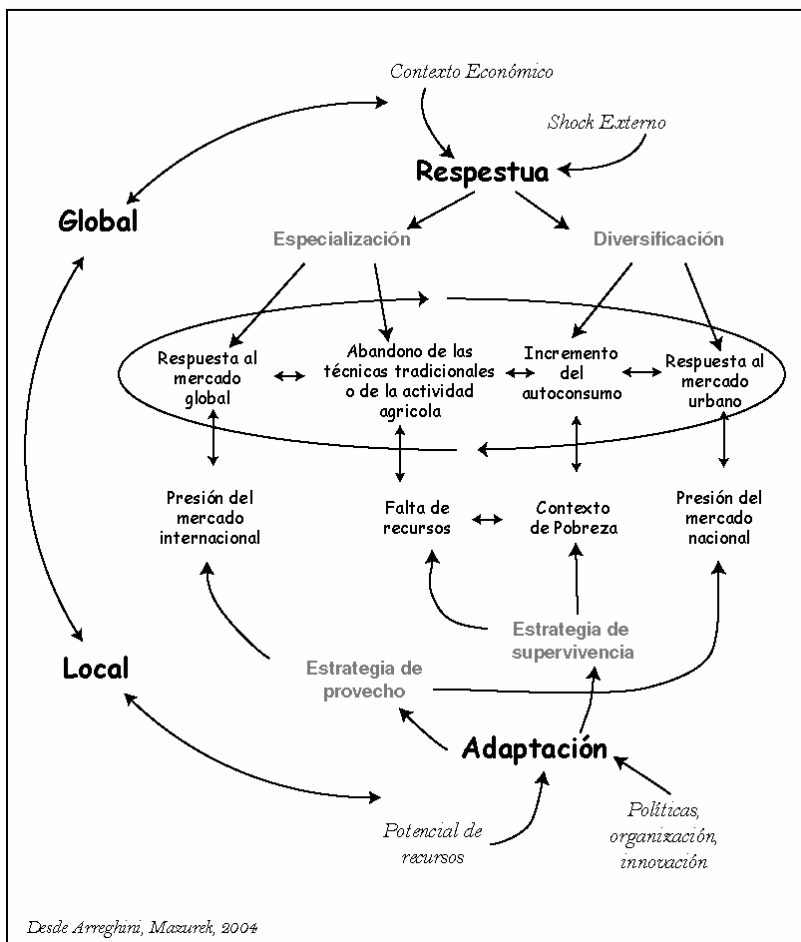 Contexto Económico
Shock Externo
Respestua
Global
Especialización
Diversificación
Respuesta al
mercado
global
Abandono de las
técnicas tradicionales
o de la actividad
agricola
Incremento
del
autoconsumo
Respuesta al
mercado
urbano
Presión del
mercado
internacional
Falta de
recursos
Contexto
de Pobreza
Presión del
mercado
nacional
Estrategia de
supervivencia
Local
Estrategia de
provecho
Adaptación
Potencial de
recursos
Políticas,
organización,
innovación
Desde Arreghini, Mazurek, 2004